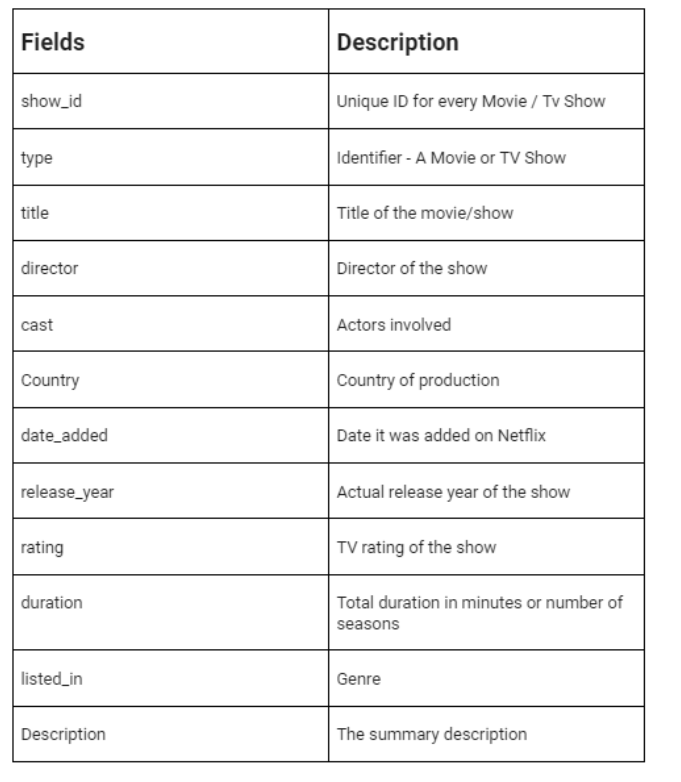 Fields Description
show_id Unique ID for every Movie / Tv Show
type Identifier - A Movie or TV Show
title Title of the movie/show
director Director of the show
cast Actors involved
Country Country of production
date_added Date it was added on Netflix
release_year Actual release year of the show
rating TV rating of the show
duration Total duration in minutes or number of
seasons
listed_in Genre
Description The summary description